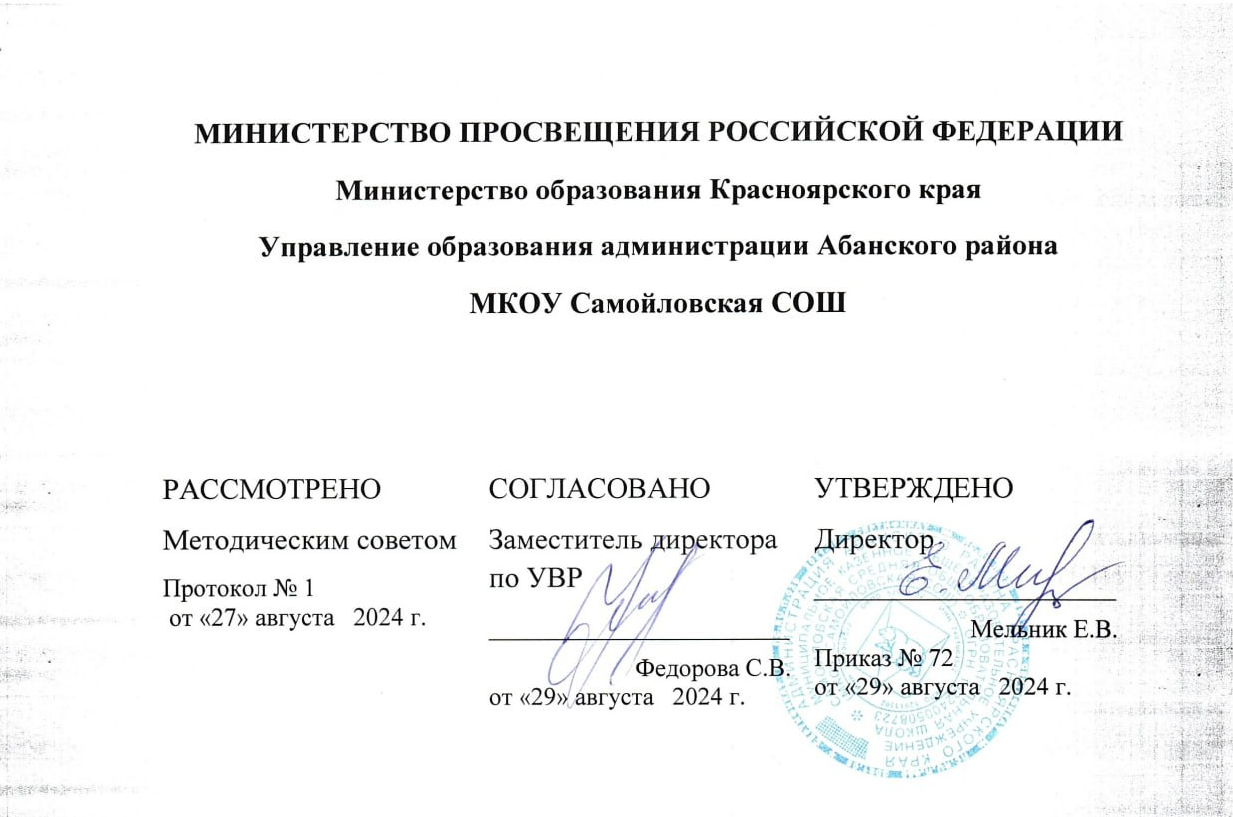 МИНИСТЕРСТВО ПРОСВЕЩЕНИЯ РОССИЙСКОЙ ФЕДЕРАЦИИ
Министерство образования Красноярского края
Управление образования администрации Абанского района
МКОУ Самойловская СОШ
РАССМОТРЕНО
Методическим советом
Протокол № 1
от «27» августа 2024 г.
СОГЛАСОВАНО
Заместитель директора
по УВР
Федорова С.В.
от «29» августа 2024 г.
УТВЕРЖДЕНО
Директор
Е. Мир
Мельник Е.В.
Приказ № 72
от «29» августа 2024 г.